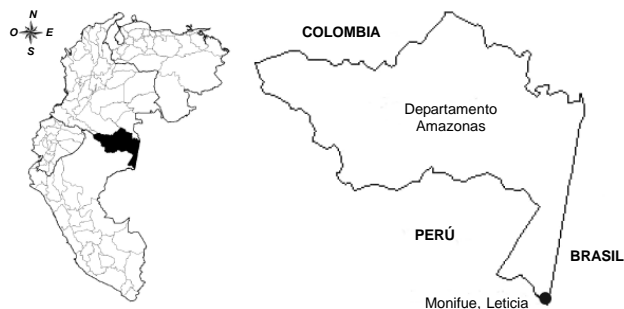 N
O E
S
COLOMBIA
Departamento
Amazonas
PERÚ
BRASIL
Monifue, Leticia